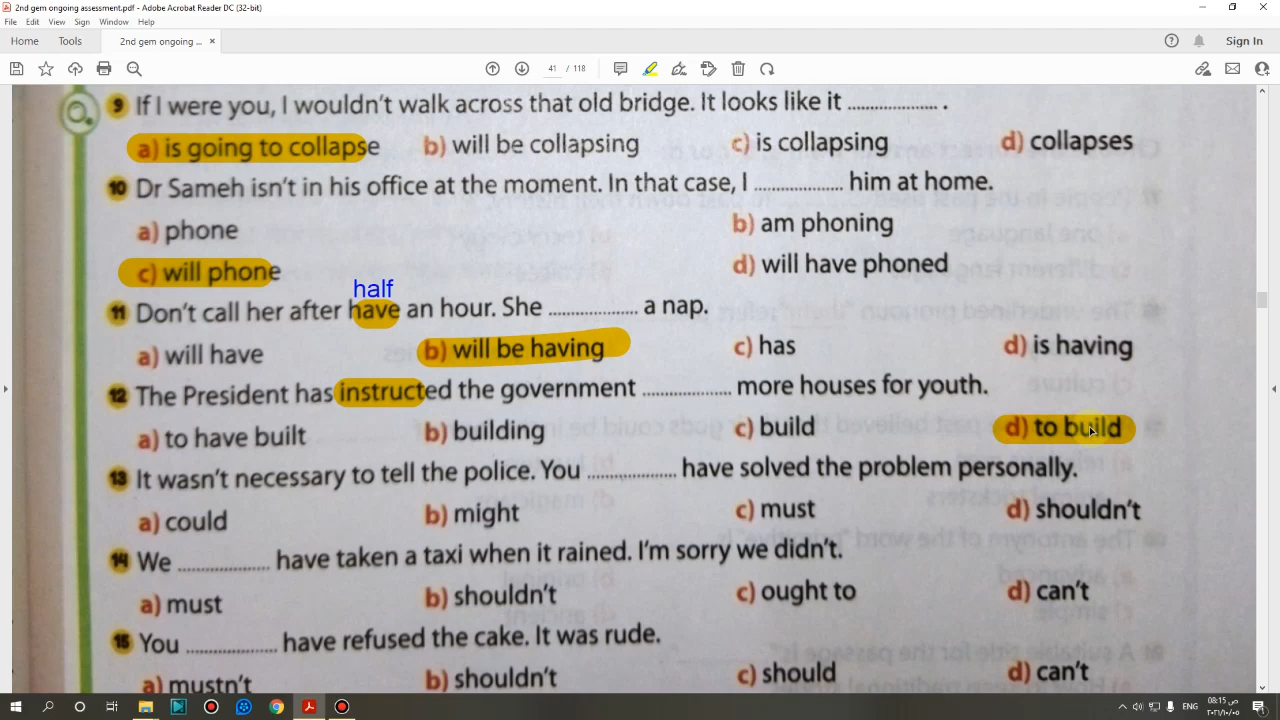 2nd gem ongoing assessment.pdf - Adobe Acrobat Reader DC (32-bit)
File Edit View Sign Window Help
Home Tools 2nd gem ongoing ... × Sign In
41 / 118
9 If I were you, I wouldn't walk across that old bridge. It looks like it ................ .
a) is going to collapse b) will be collapsing c) is collapsing d) collapses
10 Dr Sameh isn't in his office at the moment. In that case, I ................ him at home.
a) phone b) am phoning
c) will phone d) will have phoned
half
11 Don't call her after have an hour. She ................ a nap.
a) will have b) will be having c) has d) is having
12 The President has instructed the government ................ more houses for youth.
a) to have built b) building c) build d) to build
13 It wasn't necessary to tell the police. You ................ have solved the problem personally.
a) could b) might c) must d) shouldn't
14 We ................ have taken a taxi when it rained. I'm sorry we didn't.
a) must b) shouldn't c) ought to d) can't
15 You ................ have refused the cake. It was rude.
a) mustn't b) shouldn't c) should d) can't
ENG 08:15 ص